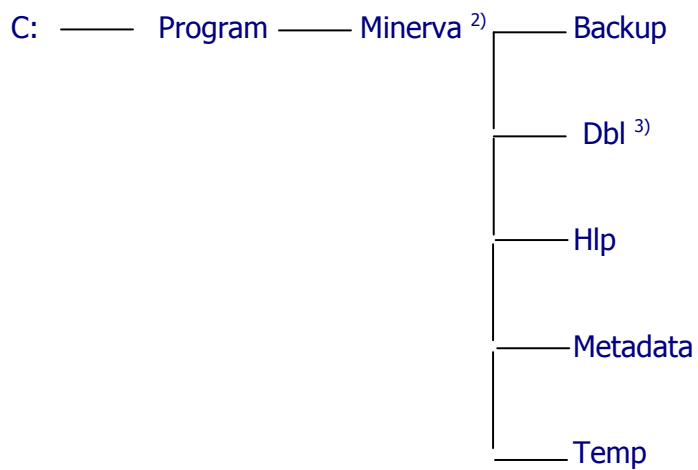 C: Program Minerva 2) Backup
Dbl 3)
Hlp
Metadata
Temp